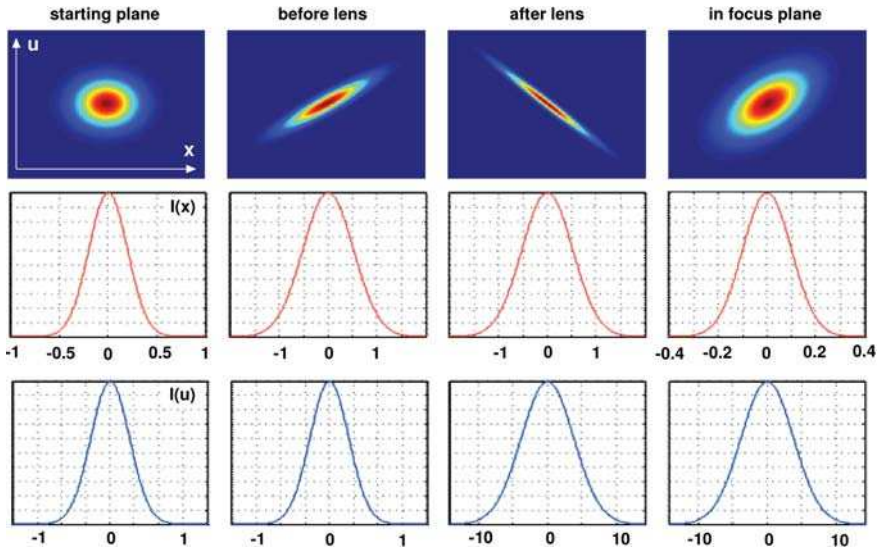 starting plane before lens after lens in focus plane
u
x
I(x)
-1 -0.5 0 0.5 1 -1 0 1 -1 0 1 -0.4 -0.2 0 0.2 0.4
I(u)
-1 0 1 -1 0 1 -10 0 10 -10 0 10